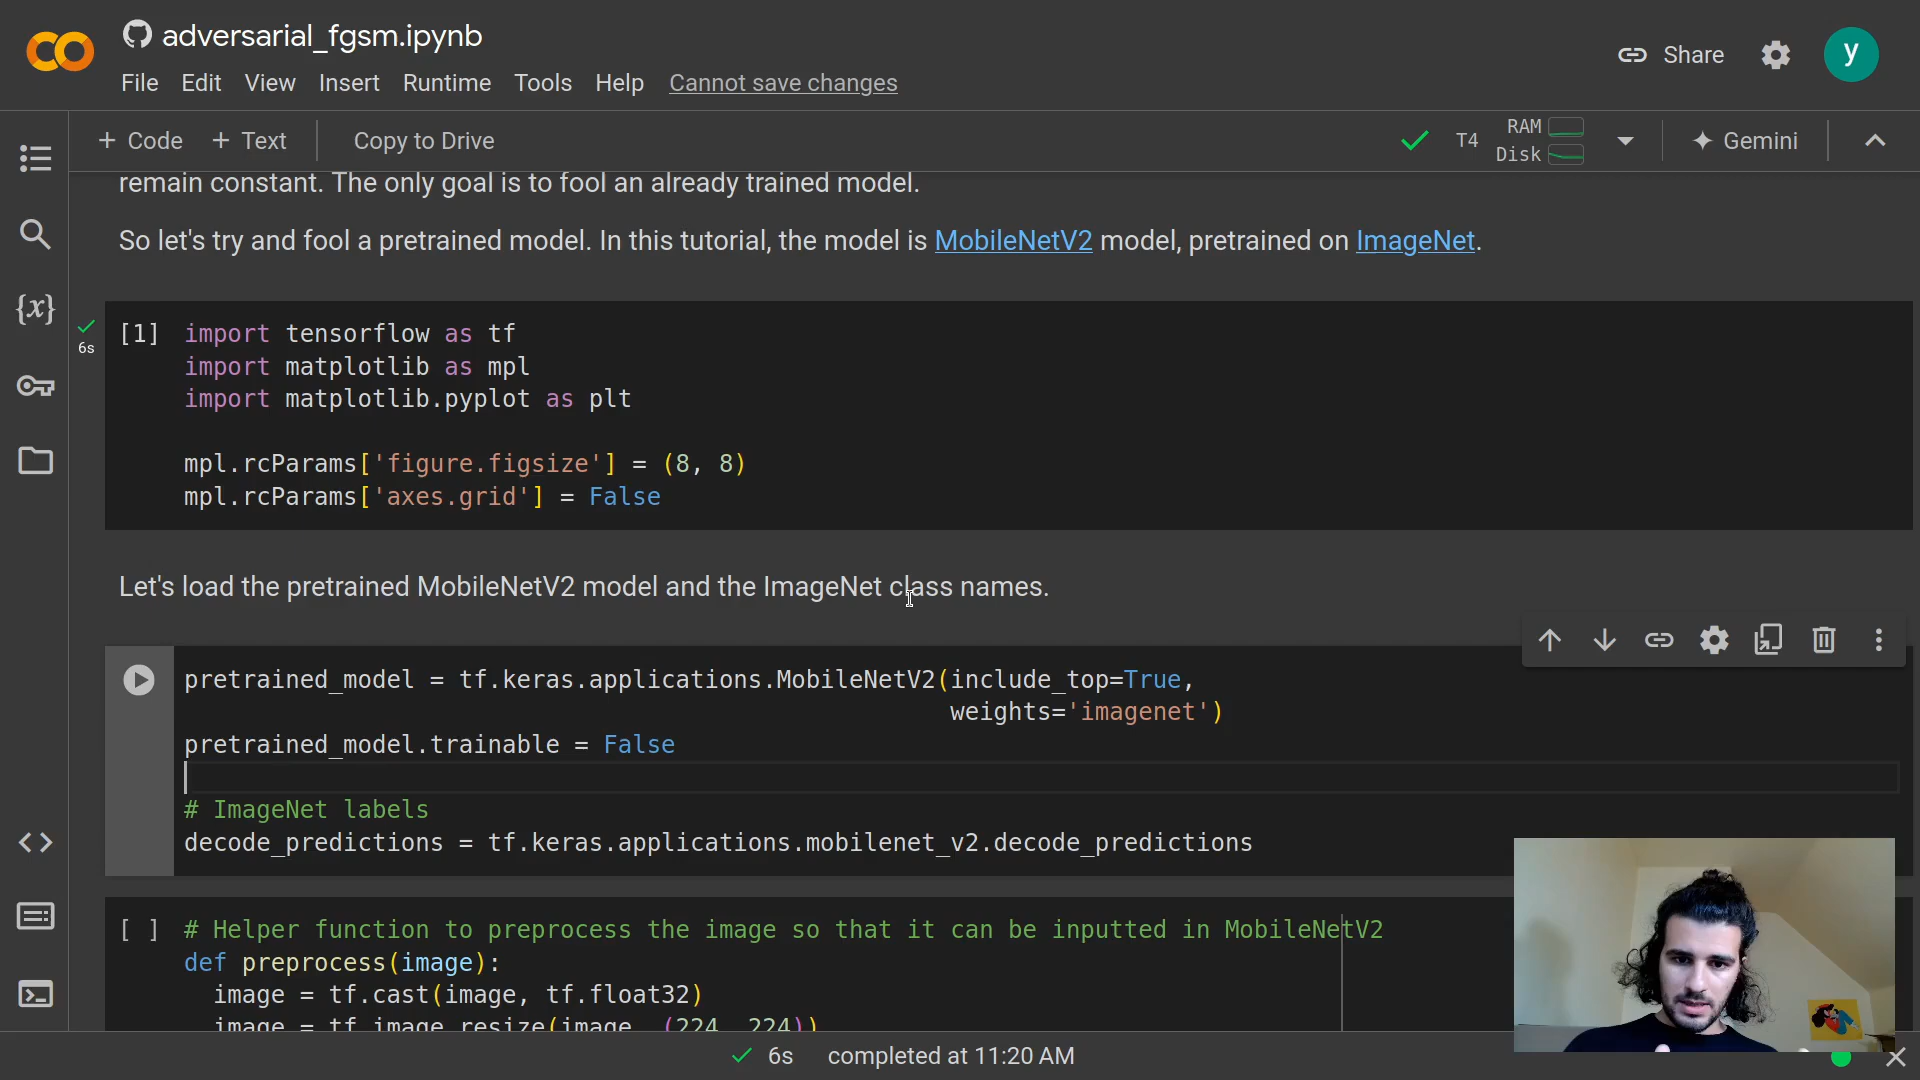 adversarial_fgsm.ipynb
File Edit View Insert Runtime Tools Help Cannot save changes
Share
y
+ Code + Text Copy to Drive
T4
RAM
Disk
Gemini
remain constant. The only goal is to fool an already trained model.
So let's try and fool a pretrained model. In this tutorial, the model is MobileNetV2 model, pretrained on ImageNet.
6s
[1] import tensorflow as tf
import matplotlib as mpl
import matplotlib.pyplot as plt
mpl.rcParams['figure.figsize'] = (8, 8)
mpl.rcParams['axes.grid'] = False
Let's load the pretrained MobileNetV2 model and the ImageNet class names.
pretrained_model = tf.keras.applications.MobileNetV2(include_top=True,
weights='imagenet')
pretrained_model.trainable = False
# ImageNet labels
decode_predictions = tf.keras.applications.mobilenet_v2.decode_predictions
[ ] # Helper function to preprocess the image so that it can be inputted in MobileNetV2
def preprocess(image):
image = tf.cast(image, tf.float32)
image = tf.image.resize(image, (224, 224))
6s completed at 11:20 AM